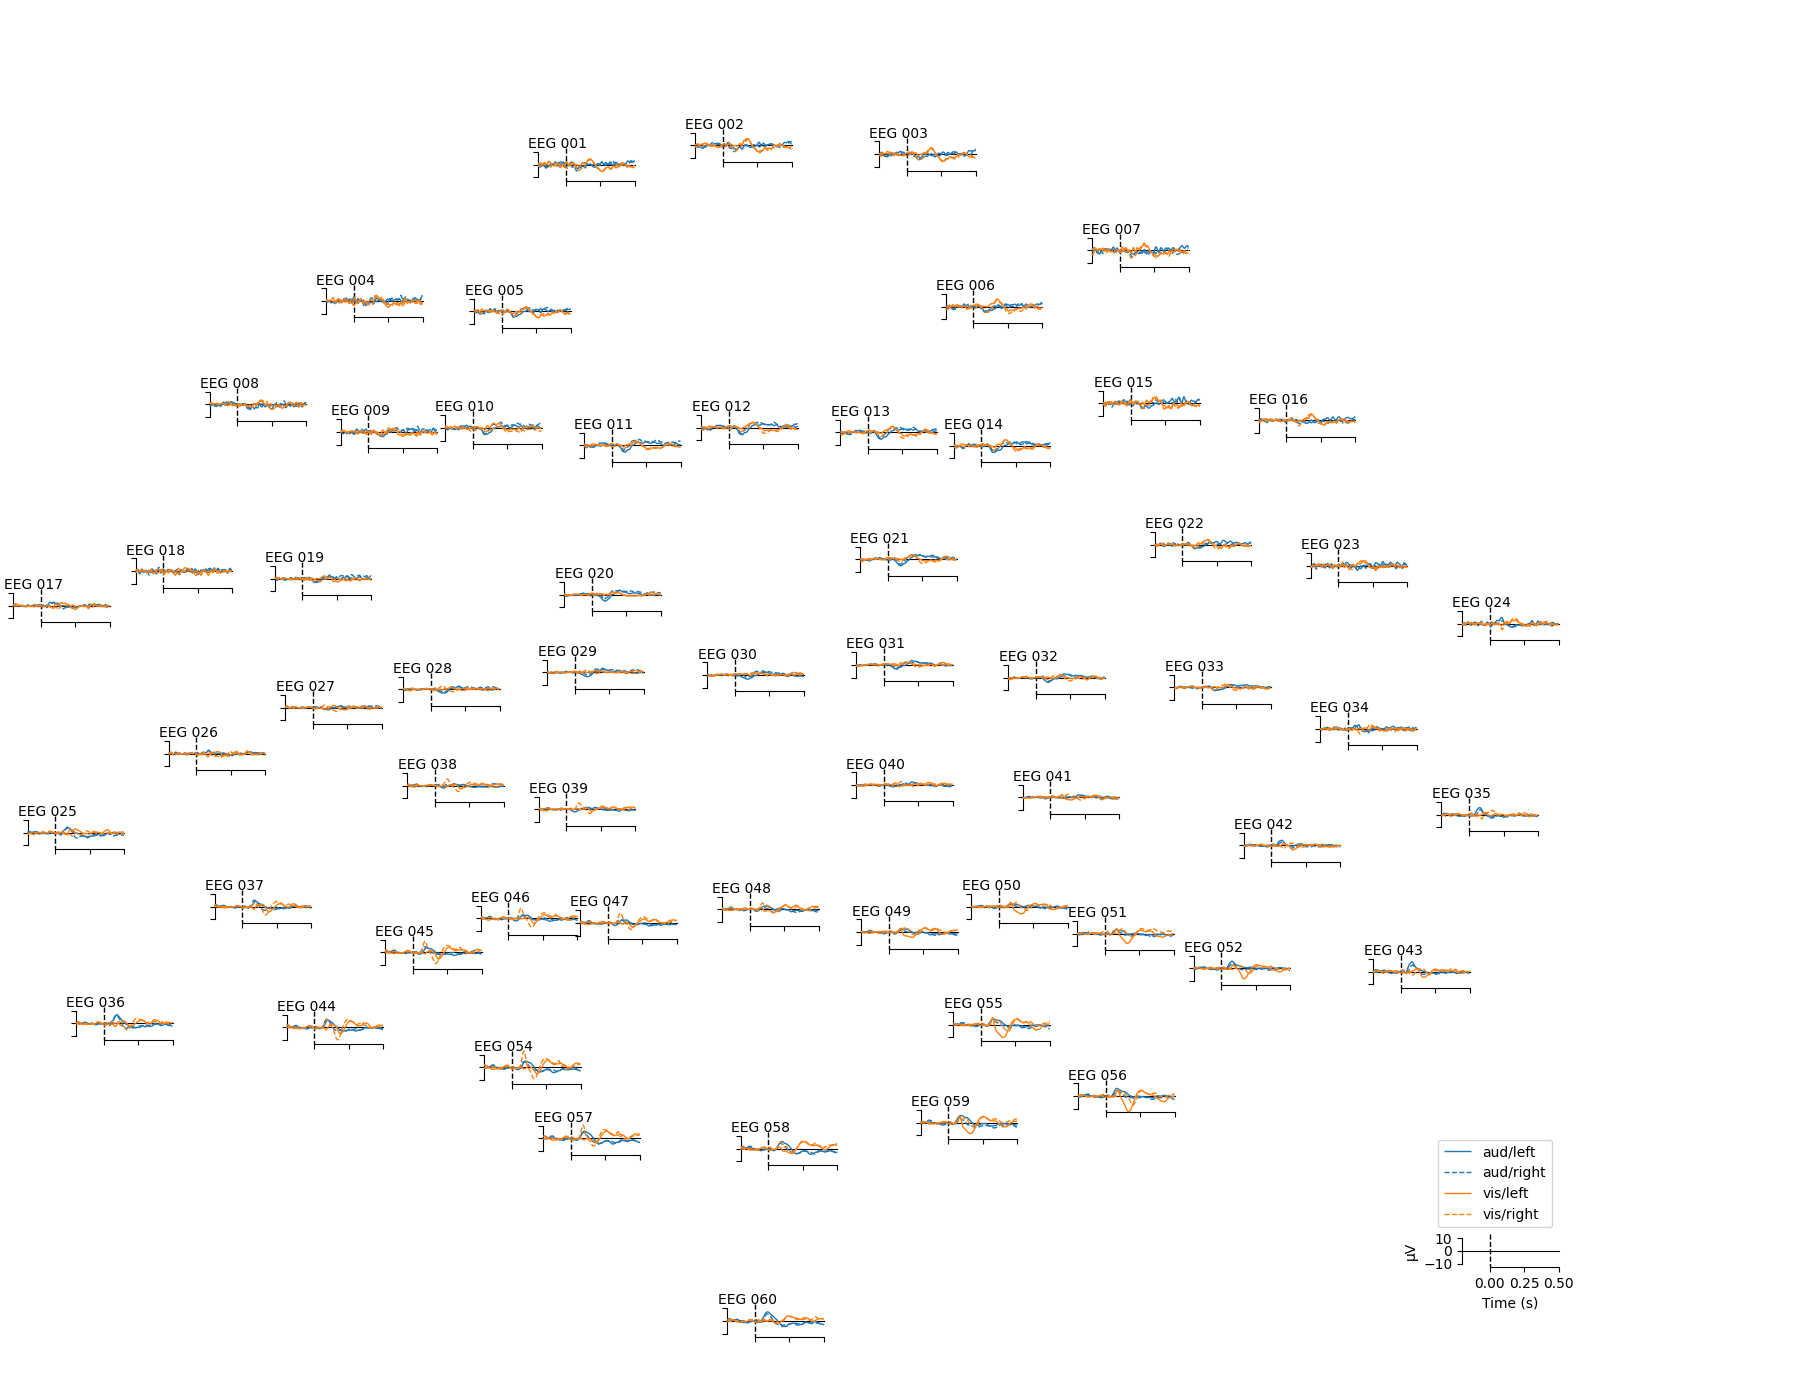 EEG 001
EEG 002
EEG 003
EEG 004
EEG 005
EEG 006
EEG 007
EEG 008
EEG 009
EEG 010
EEG 011
EEG 012
EEG 013
EEG 014
EEG 015
EEG 016
EEG 017
EEG 018
EEG 019
EEG 020
EEG 021
EEG 022
EEG 023
EEG 024
EEG 025
EEG 026
EEG 027
EEG 028
EEG 029
EEG 030
EEG 031
EEG 032
EEG 033
EEG 034
EEG 035
EEG 036
EEG 037
EEG 038
EEG 039
EEG 040
EEG 041
EEG 042
EEG 043
EEG 044
EEG 045
EEG 046
EEG 047
EEG 048
EEG 049
EEG 050
EEG 051
EEG 052
EEG 054
EEG 055
EEG 056
EEG 057
EEG 058
EEG 059
EEG 060
aud/left
aud/right
vis/left
vis/right
µV
10
0
−10
0.00 0.25 0.50
Time (s)